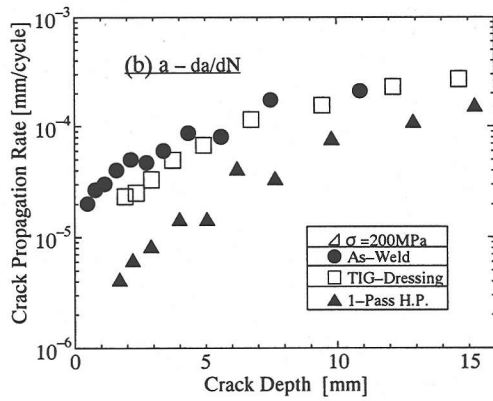 10⁻³
(b) a – da/dN
10⁻⁴
10⁻⁵
10⁻⁶
Crack Propagation Rate [mm/cycle]
⊿ σ =200MPa
As–Weld
TIG–Dressing
1–Pass H.P.
0 5 10 15
Crack Depth [mm]